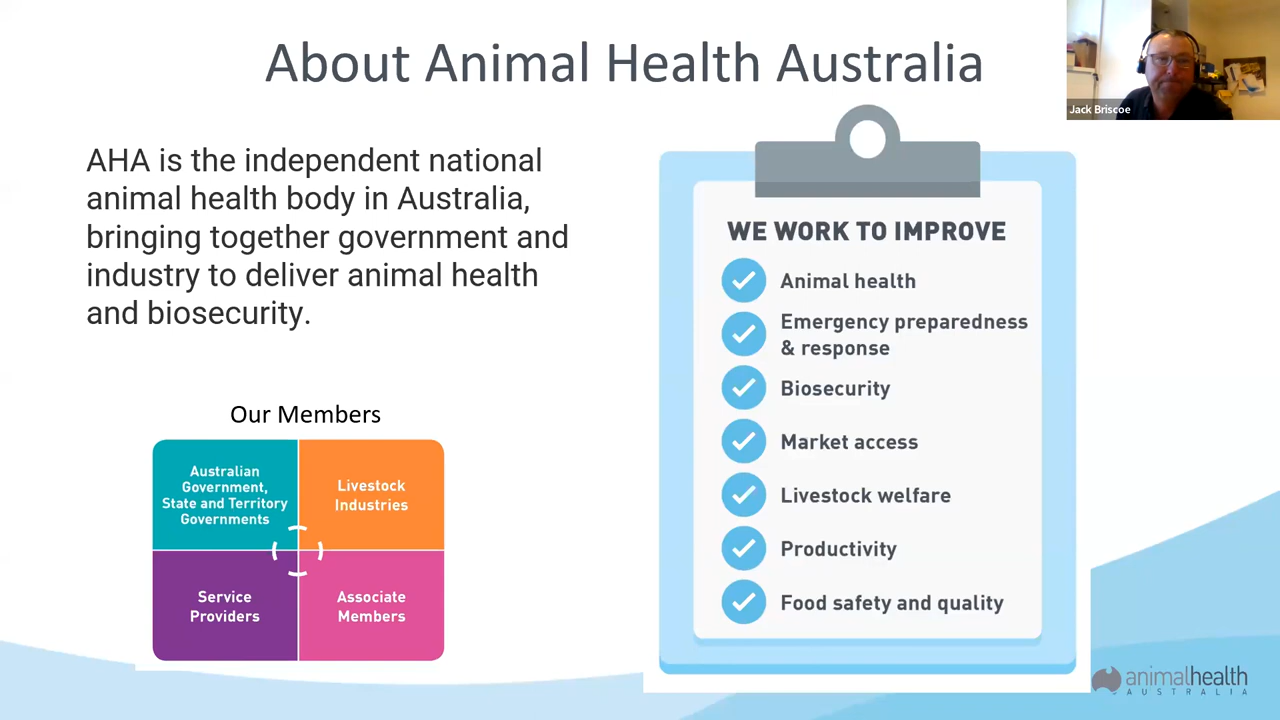 About Animal Health Australia
Jack Briscoe
AHA is the independent national
animal health body in Australia,
bringing together government and
industry to deliver animal health
and biosecurity.
Our Members
Australian
Government,
State and Territory
Governments
Livestock
Industries
Service
Providers
Associate
Members
WE WORK TO IMPROVE
Animal health
Emergency preparedness
& response
Biosecurity
Market access
Livestock welfare
Productivity
Food safety and quality
animalhealth
AUSTRALIA